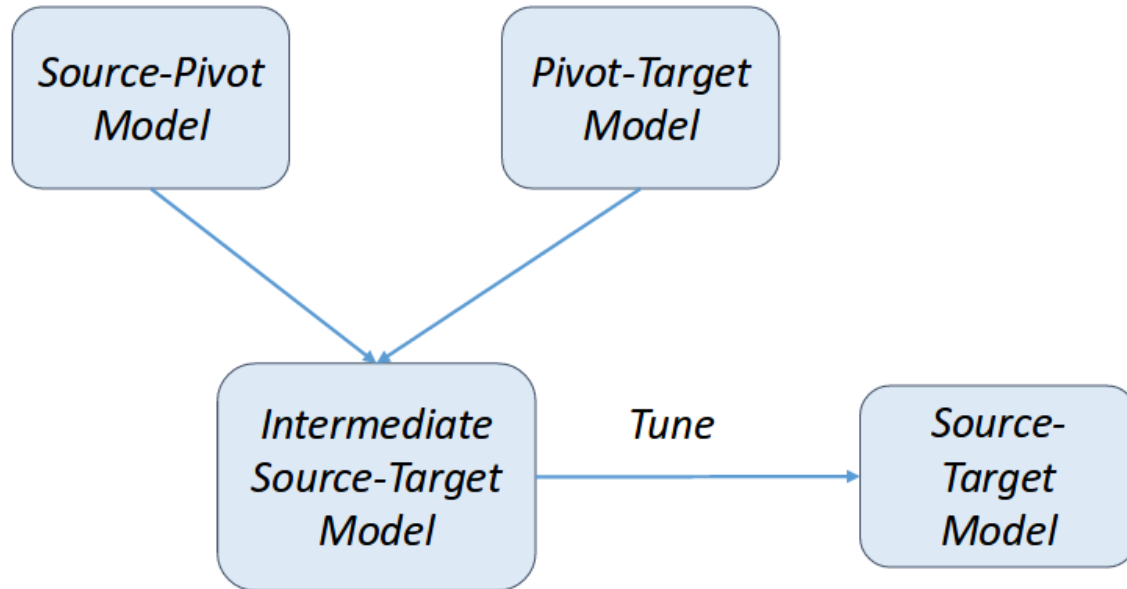 Source-Pivot
Model
Pivot-Target
Model
Intermediate
Source-Target
Model
Tune
Source-
Target
Model